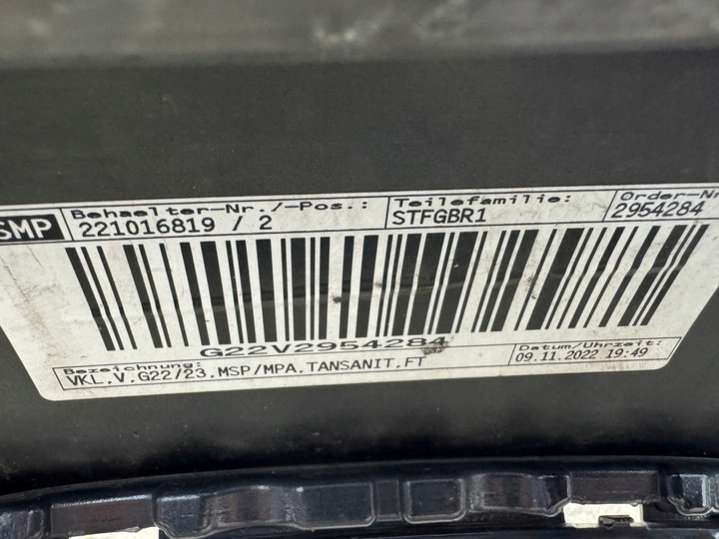 SMP
Behaelter-Nr./-Pos.:
221016819 / 2
Teilefamilie:
STFGBR1
Order-Nr
2954284
G22V2954284
Bezeichnung:
VKL.V.G22/23.MSP/MPA.TANSANIT.FT
Datum/Uhrzeit:
09.11.2022 19:49